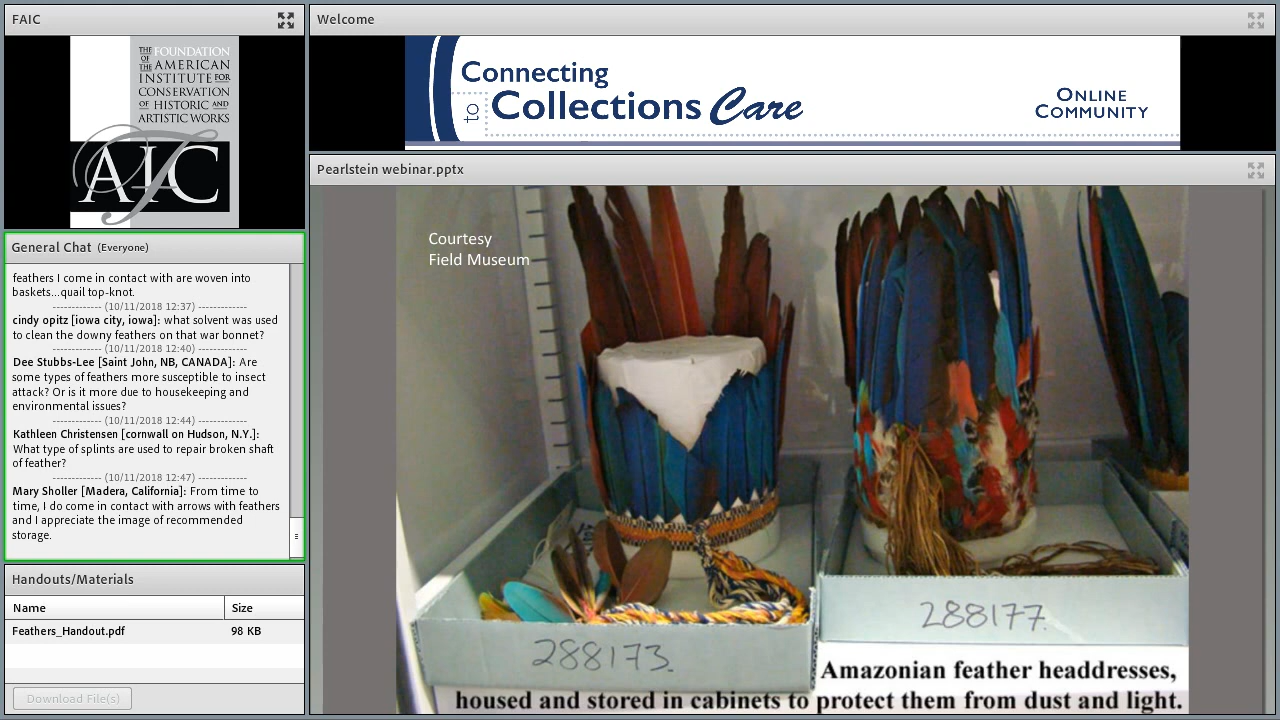 FAIC
THE FOUNDATION
OF THE AMERICAN
INSTITUTE FOR
CONSERVATION
OF HISTORIC AND
ARTISTIC WORKS
FAIC
General Chat (Everyone)
feathers I come in contact with are woven into
baskets...quail top-knot.
------------- (10/11/2018 12:37) -------------
cindy opitz [iowa city, iowa]: what solvent was used
to clean the downy feathers on that war bonnet?
------------- (10/11/2018 12:40) -------------
Dee Stubbs-Lee [Saint John, NB, CANADA]: Are
some types of feathers more susceptible to insect
attack? Or is it more due to housekeeping and
environmental issues?
------------- (10/11/2018 12:44) -------------
Kathleen Christensen [cornwall on Hudson, N.Y.]:
What type of splints are used to repair broken shaft
of feather?
------------- (10/11/2018 12:47) -------------
Mary Sholler [Madera, California]: From time to
time, I do come in contact with arrows with feathers
and I appreciate the image of recommended
storage.
Handouts/Materials
Name Size
Feathers_Handout.pdf 98 KB
Download File(s)
Welcome
Connecting
to Collections Care
ONLINE
COMMUNITY
Pearlstein webinar.pptx
Courtesy
Field Museum
288173
288177
Amazonian feather headdresses,
housed and stored in cabinets to protect them from dust and light.